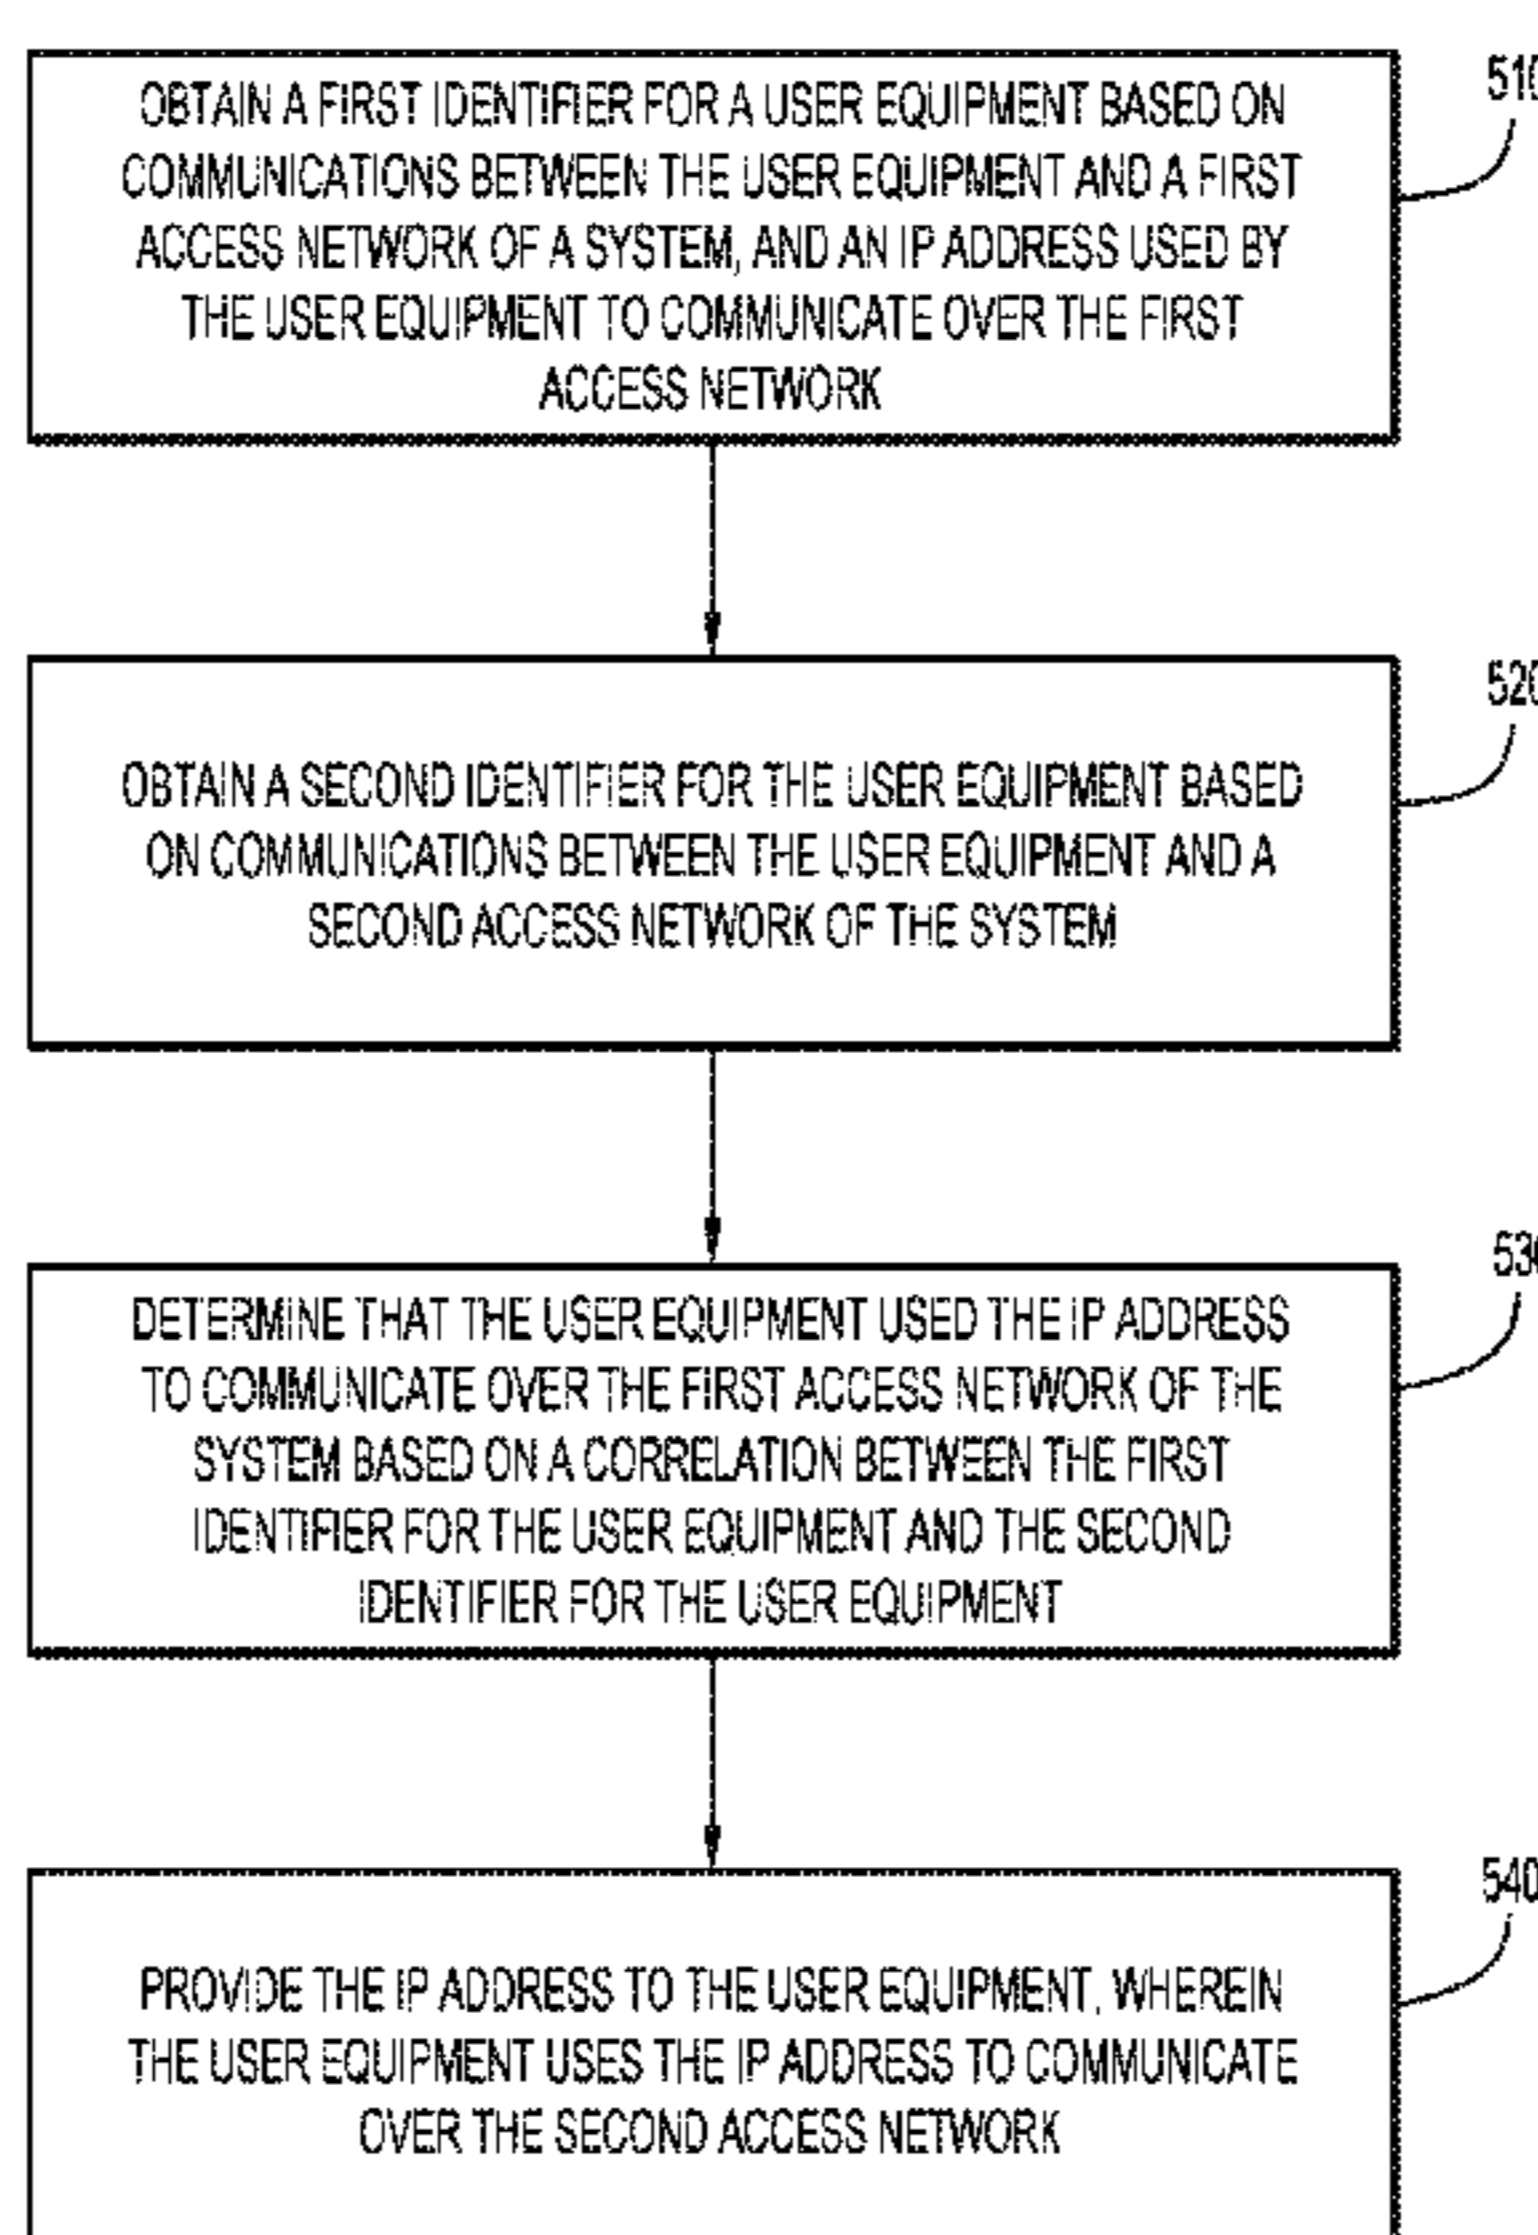 OBTAIN A FIRST IDENTIFIER FOR A USER EQUIPMENT BASED ON
COMMUNICATIONS BETWEEN THE USER EQUIPMENT AND A FIRST
ACCESS NETWORK OF A SYSTEM, AND AN IP ADDRESS USED BY
THE USER EQUIPMENT TO COMMUNICATE OVER THE FIRST
ACCESS NETWORK
510
OBTAIN A SECOND IDENTIFIER FOR THE USER EQUIPMENT BASED
ON COMMUNICATIONS BETWEEN THE USER EQUIPMENT AND A
SECOND ACCESS NETWORK OF THE SYSTEM
520
DETERMINE THAT THE USER EQUIPMENT USED THE IP ADDRESS
TO COMMUNICATE OVER THE FIRST ACCESS NETWORK OF THE
SYSTEM BASED ON A CORRELATION BETWEEN THE FIRST
IDENTIFIER FOR THE USER EQUIPMENT AND THE SECOND
IDENTIFIER FOR THE USER EQUIPMENT
530
PROVIDE THE IP ADDRESS TO THE USER EQUIPMENT, WHEREIN
THE USER EQUIPMENT USES THE IP ADDRESS TO COMMUNICATE
OVER THE SECOND ACCESS NETWORK
540